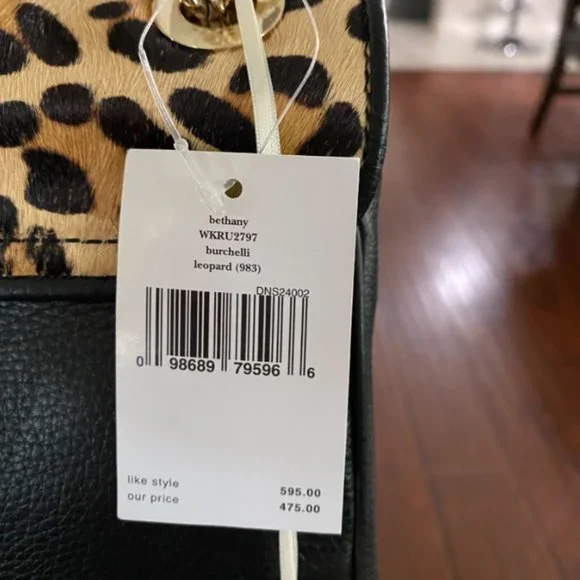 bethany
WKRU2797
burchelli
leopard (983)
DNS24002
0 98689 79596 6
like style 595.00
our price 475.00